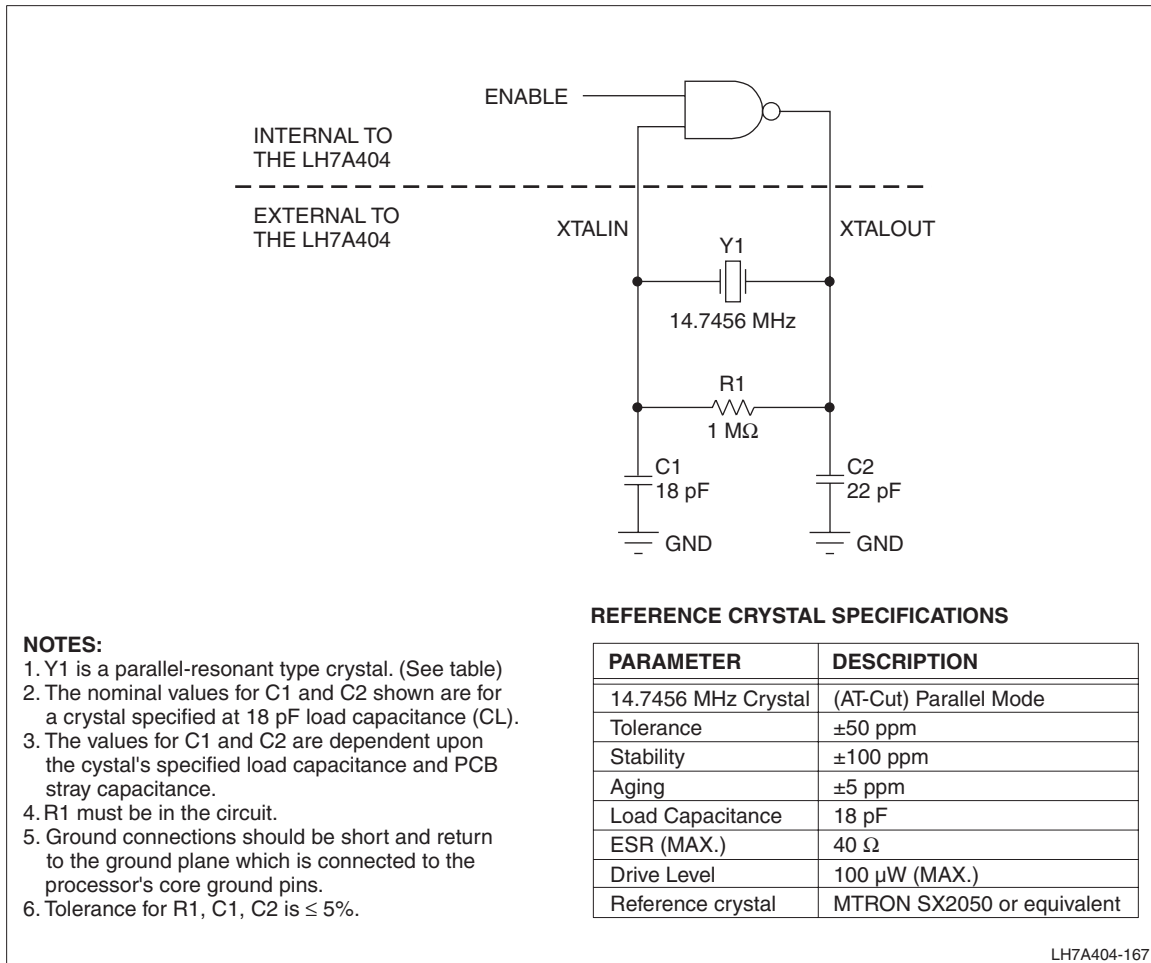 ENABLE
INTERNAL TO
THE LH7A404
EXTERNAL TO
THE LH7A404
XTALIN
XTALOUT
Y1
14.7456 MHz
R1
1 MΩ
C1
18 pF
C2
22 pF
GND
GND
NOTES:
1. Y1 is a parallel-resonant type crystal. (See table)
2. The nominal values for C1 and C2 shown are for
a crystal specified at 18 pF load capacitance (CL).
3. The values for C1 and C2 are dependent upon
the cystal's specified load capacitance and PCB
stray capacitance.
4. R1 must be in the circuit.
5. Ground connections should be short and return
to the ground plane which is connected to the
processor's core ground pins.
6. Tolerance for R1, C1, C2 is ≤ 5%.
REFERENCE CRYSTAL SPECIFICATIONS
PARAMETER DESCRIPTION
14.7456 MHz Crystal (AT-Cut) Parallel Mode
Tolerance ±50 ppm
Stability ±100 ppm
Aging ±5 ppm
Load Capacitance 18 pF
ESR (MAX.) 40 Ω
Drive Level 100 µW (MAX.)
Reference crystal MTRON SX2050 or equivalent
LH7A404-167